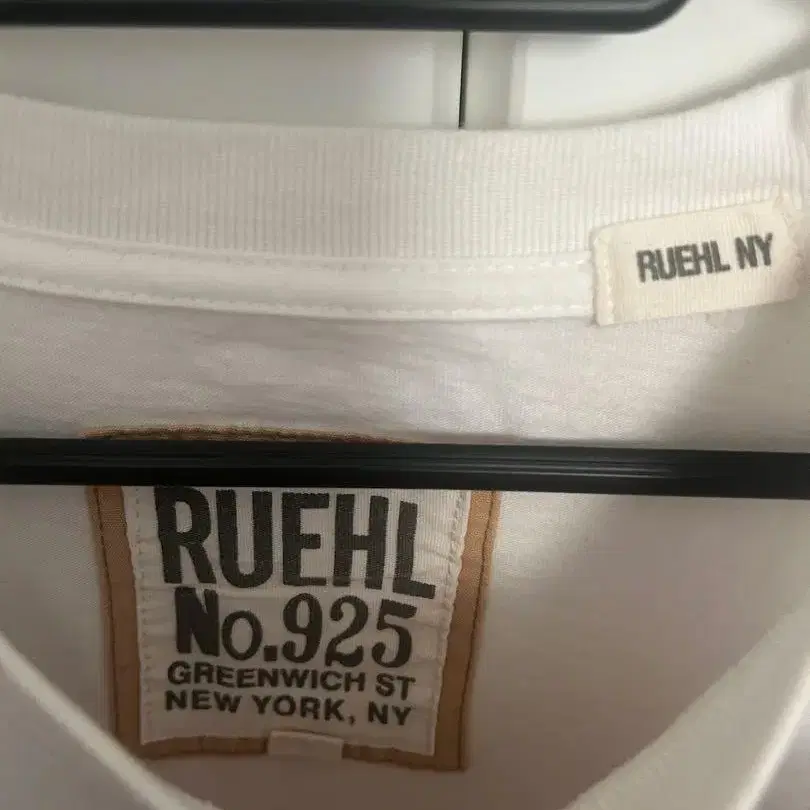 RUEHL NY
RUEHL
No.925
GREENWICH ST
NEW YORK, NY